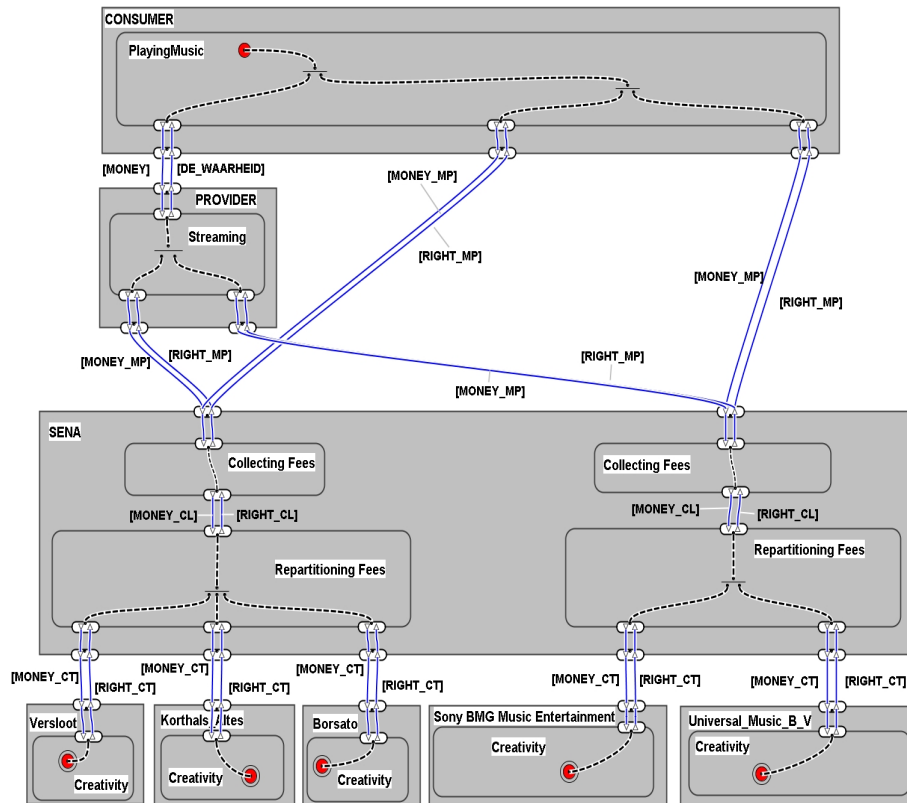 CONSUMER
PlayingMusic
[MONEY]
[DE_WAARHEID]
[MONEY_MP]
PROVIDER
Streaming
[RIGHT_MP]
[MONEY_MP]
[RIGHT_MP]
[MONEY_MP]
[RIGHT_MP]
[RIGHT_MP]
[MONEY_MP]
SENA
Collecting Fees
Collecting Fees
[MONEY_CL]
[RIGHT_CL]
[MONEY_CL]
[RIGHT_CL]
Repartitioning Fees
Repartitioning Fees
[MONEY_CT]
[RIGHT_CT]
[MONEY_CT]
[RIGHT_CT]
[MONEY_CT]
[RIGHT_CT]
[MONEY_CT]
[RIGHT_CT]
[MONEY_CT]
[RIGHT_CT]
Versloot
Korthals_Altes
Borsato
Sony BMG Music Entertainment
Universal_Music_B_V
Creativity
Creativity
Creativity
Creativity
Creativity